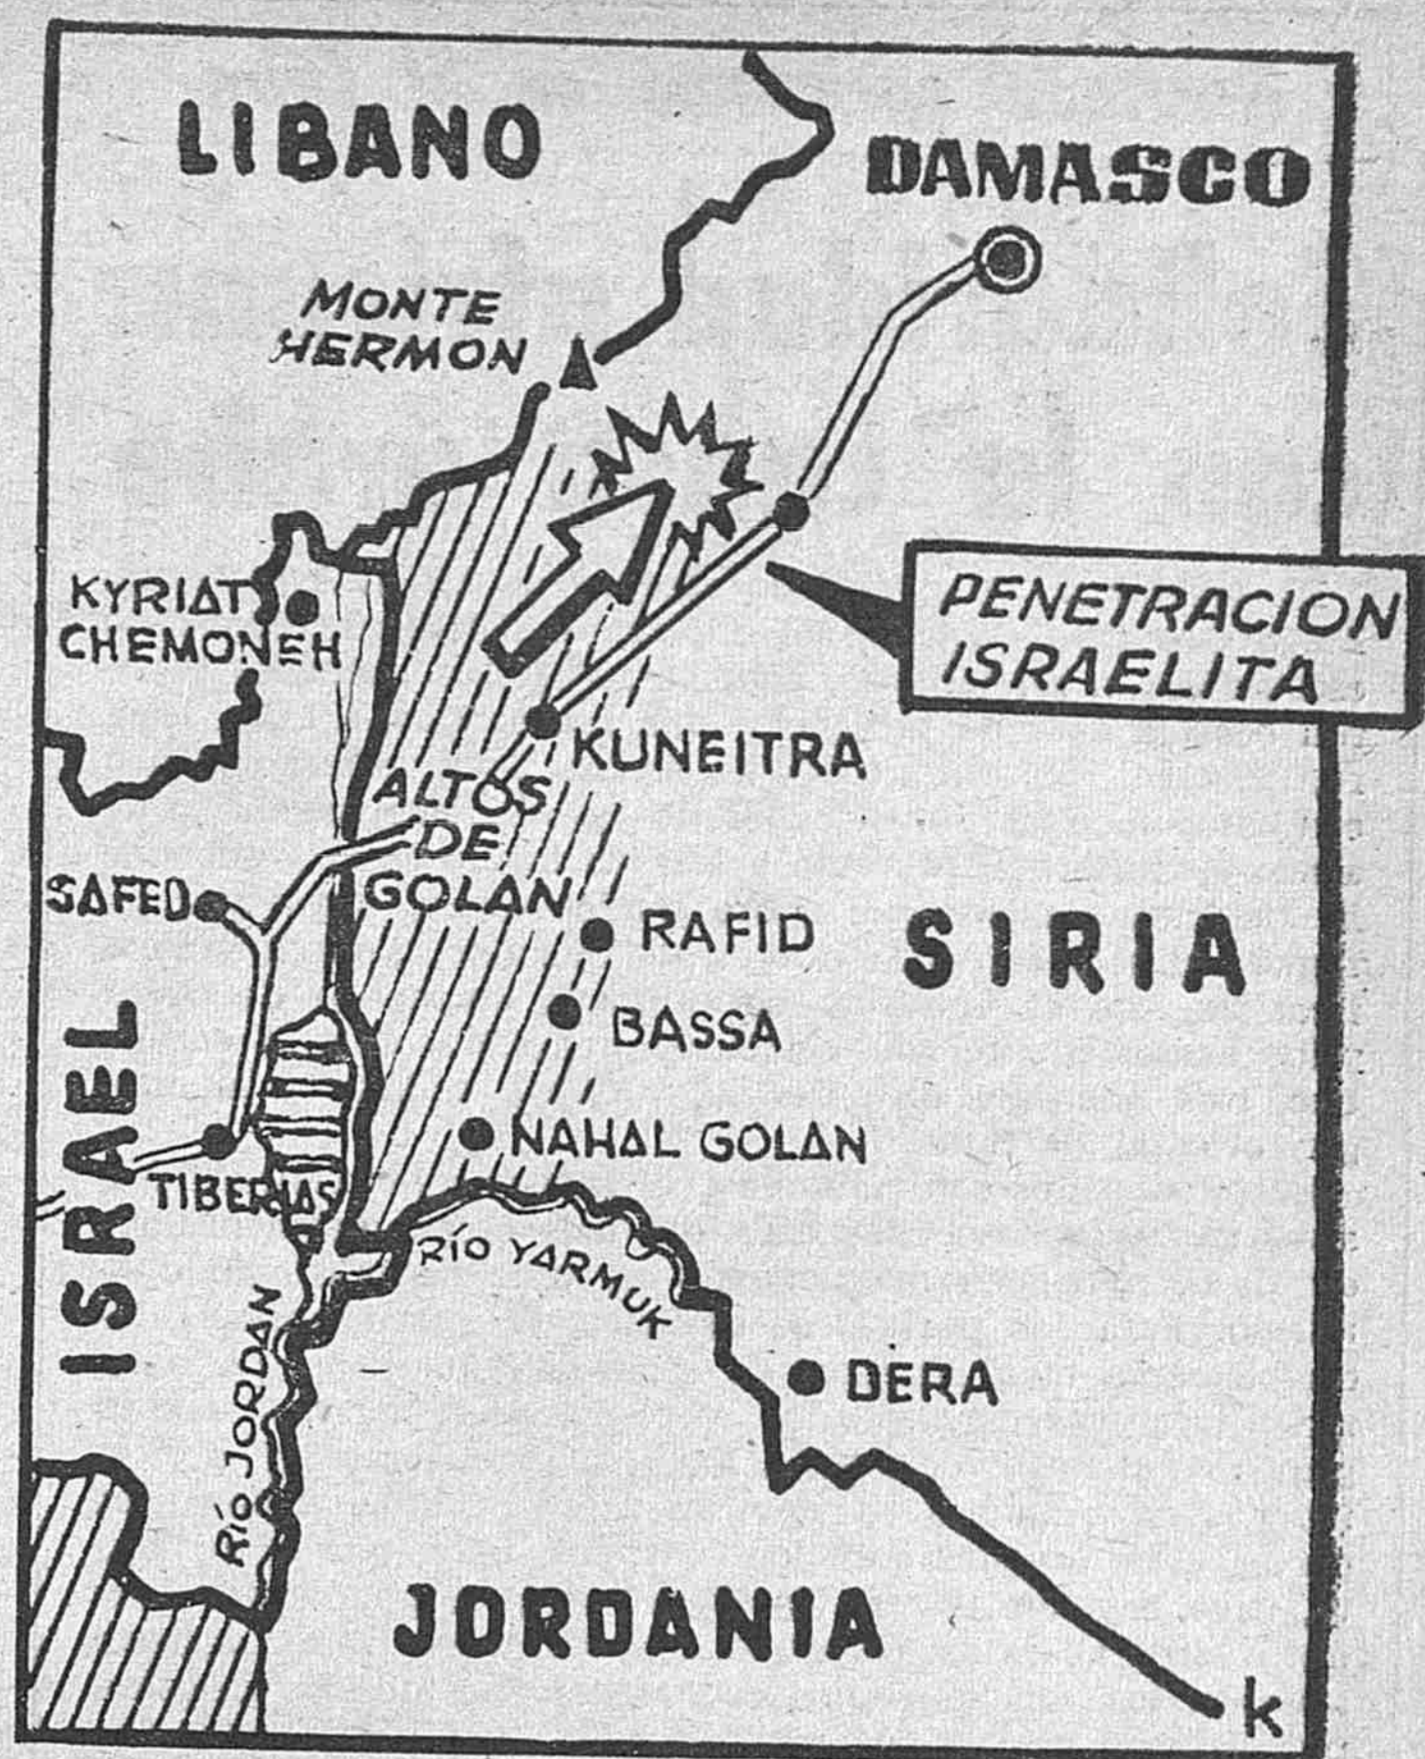 LIBANO
DAMASCO
MONTE
HERMON
PENETRACION
ISRAELITA
KYRIAT
CHEMONEH
KUNEITRA
ALTOS
DE
GOLAN
SAFED
RAFID
SIRIA
BASSA
ISRAEL
NAHAL GOLAN
TIBERIAS
RÍO YARMUK
RÍO JORDAN
DERA
JORDANIA
k